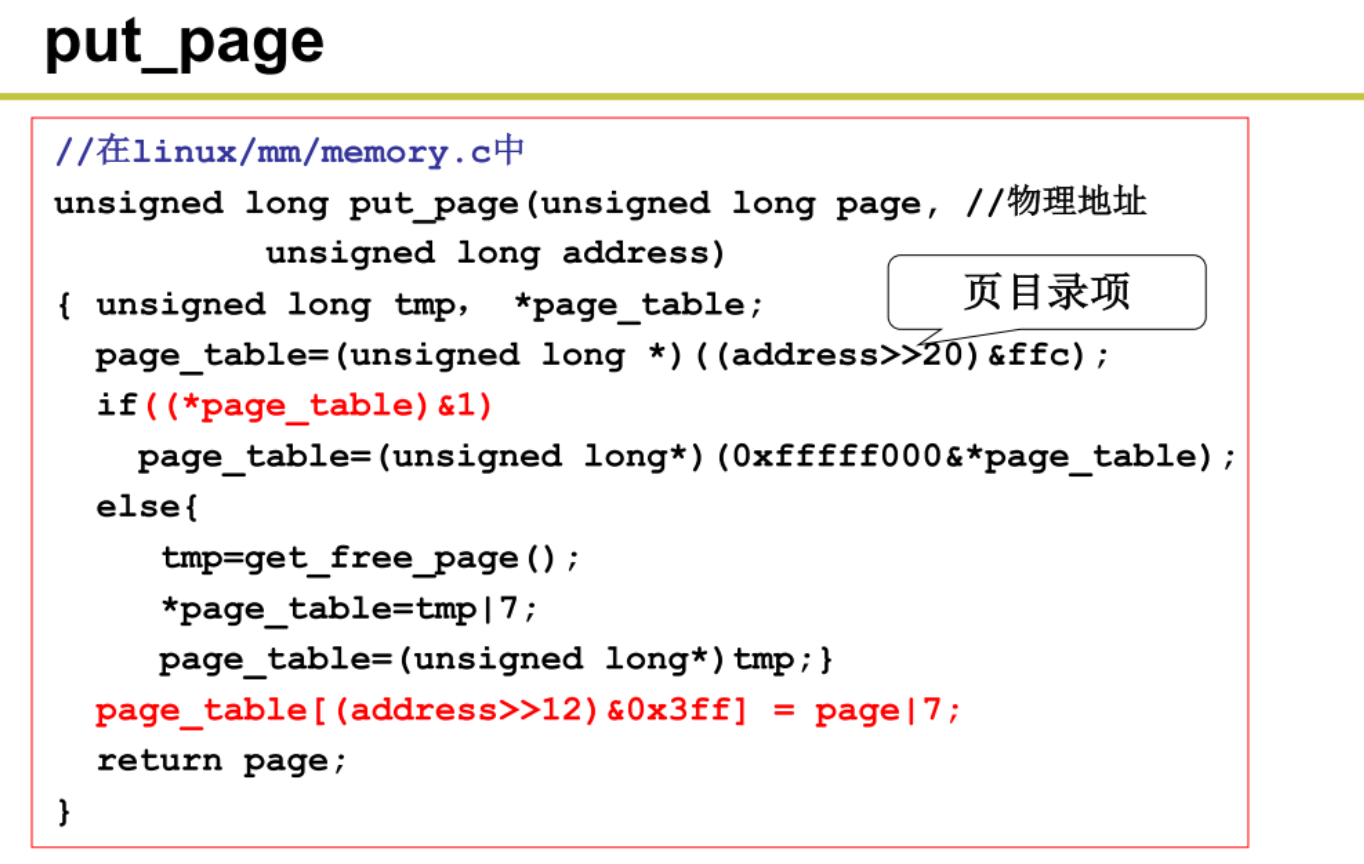 put_page
//在linux/mm/memory.c中
unsigned long put_page(unsigned long page, //物理地址
unsigned long address)
页目录项
{ unsigned long tmp, *page_table;
page_table=(unsigned long *)((address>>20)&ffc);
if((*page_table)&1)
page_table=(unsigned long*)(0xfffff000&*page_table);
else{
tmp=get_free_page();
*page_table=tmp|7;
page_table=(unsigned long*)tmp;}
page_table[(address>>12)&0x3ff] = page|7;
return page;
}